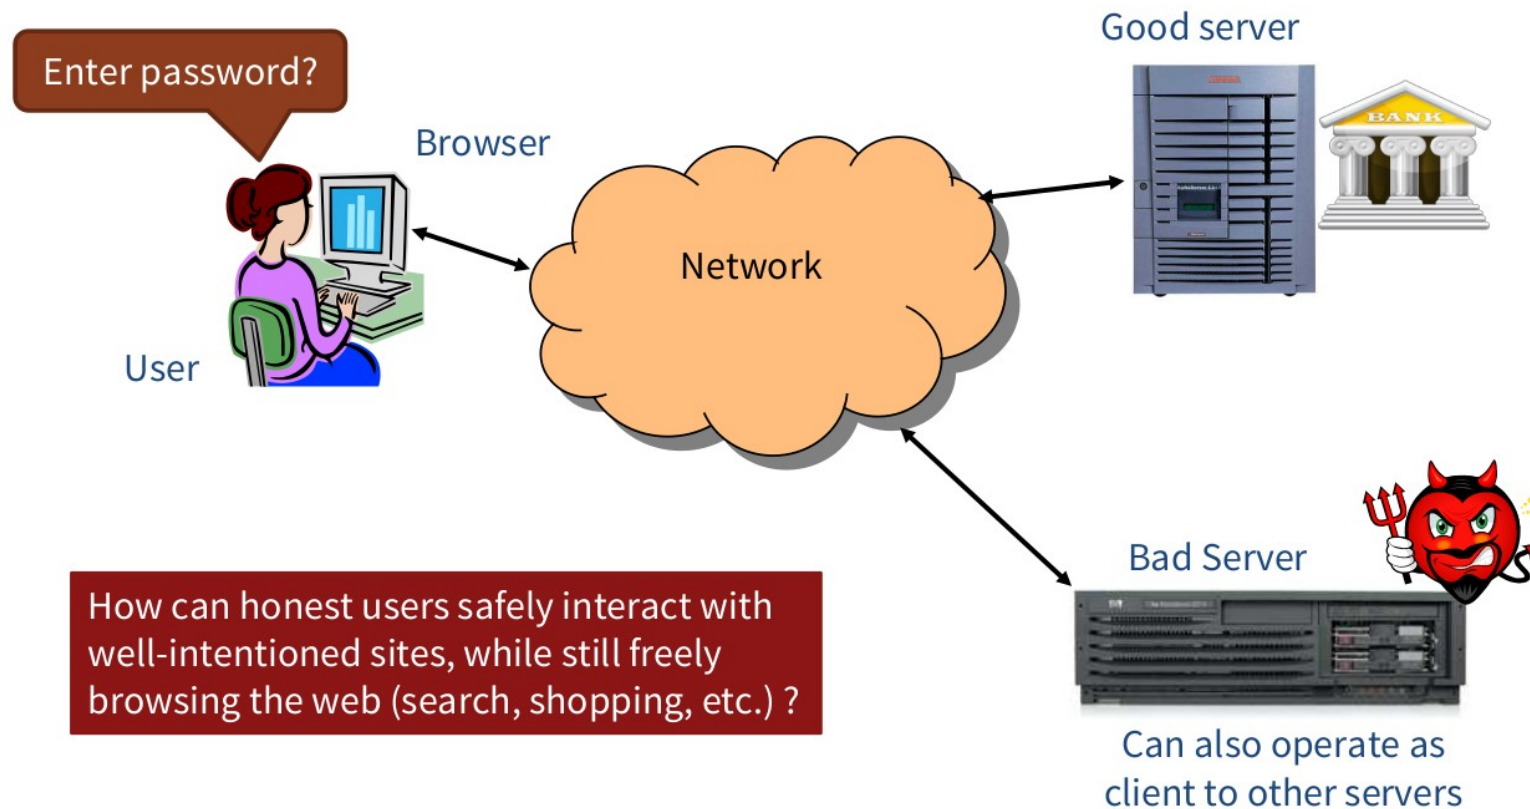 Good server
Enter password?
BANK
Browser
Network
User
Bad Server
How can honest users safely interact with
well-intentioned sites, while still freely
browsing the web (search, shopping, etc.) ?
Can also operate as
client to other servers